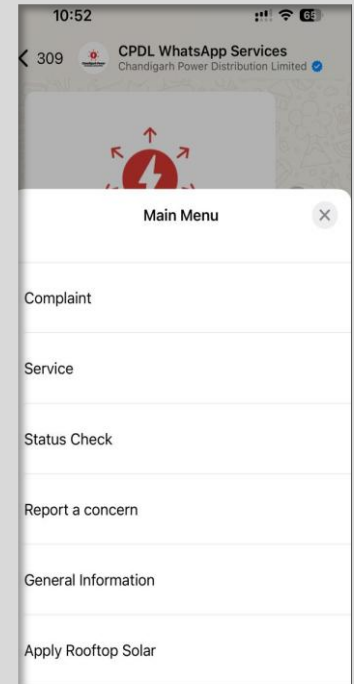 10:52
65
309
CPDL WhatsApp Services
Chandigarh Power Distribution Limited
Main Menu
Complaint
Service
Status Check
Report a concern
General Information
Apply Rooftop Solar